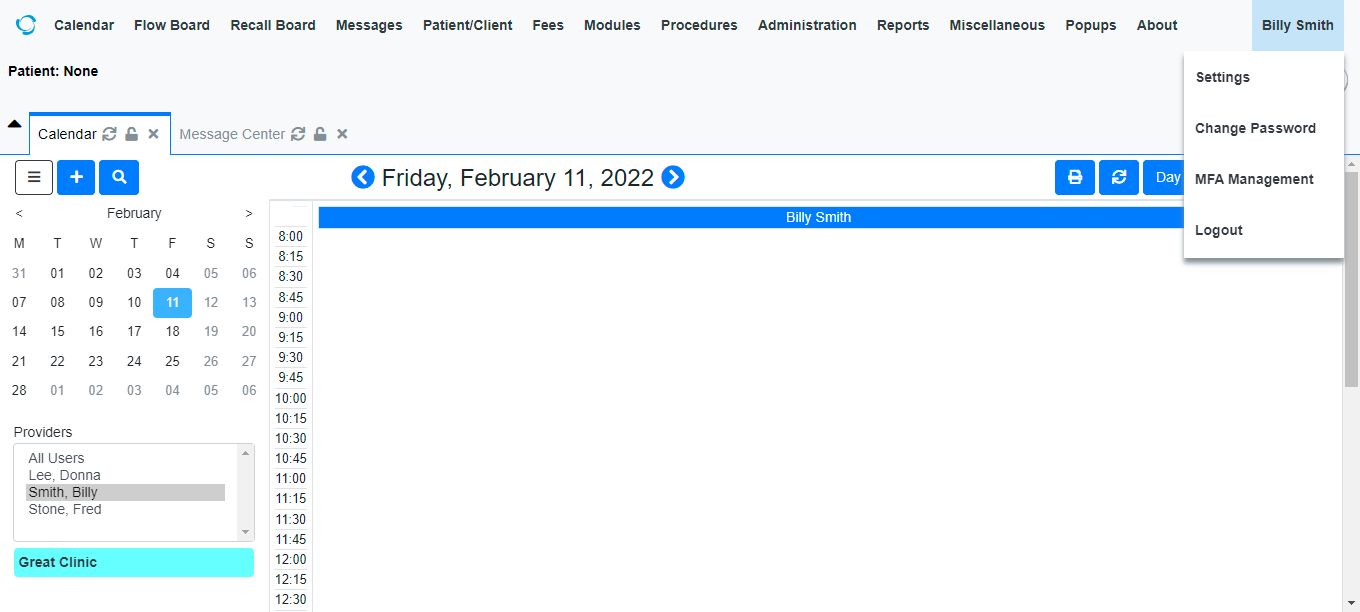 Calendar Flow Board Recall Board Messages Patient/Client Fees Modules Procedures Administration Reports Miscellaneous Popups About Billy Smith
Patient: None
Settings
Change Password
MFA Management
Logout
Calendar Message Center
Friday, February 11, 2022
Day
< February >
M T W T F S S
31 01 02 03 04 05 06
07 08 09 10 11 12 13
14 15 16 17 18 19 20
21 22 23 24 25 26 27
28 01 02 03 04 05 06
Providers
All Users
Lee, Donna
Smith, Billy
Stone, Fred
Great Clinic
Billy Smith
8:00
8:15
8:30
8:45
9:00
9:15
9:30
9:45
10:00
10:15
10:30
10:45
11:00
11:15
11:30
11:45
12:00
12:15
12:30